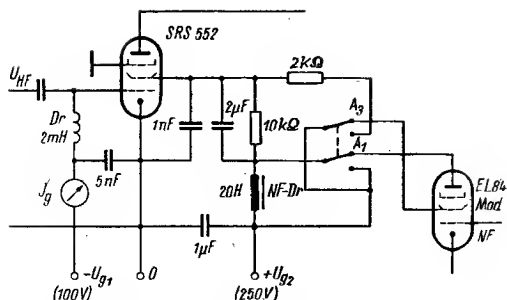 SRS 552
U_HF
Dr
2mH
J_g
5nF
1nF
2µF
2kΩ
10kΩ
A_3
A_1
20H NF-Dr
1µF
EL84
Mod
NF
-U_g1
(100V)
0
+U_g2
(250V)